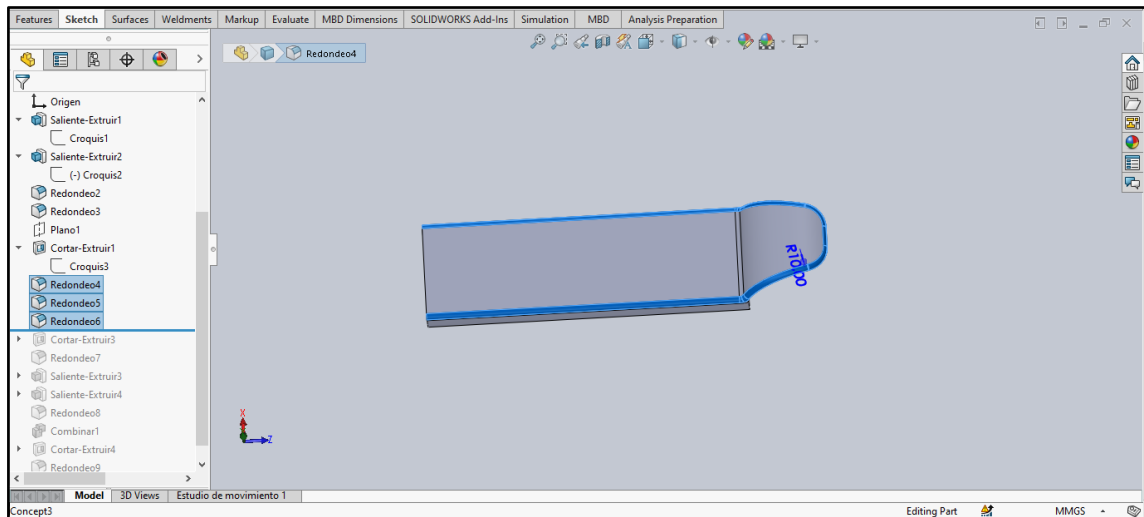 Features Sketch Surfaces Weldments Markup Evaluate MBD Dimensions SOLIDWORKS Add-Ins Simulation MBD Analysis Preparation
Redondeo4
Origen
Saliente-Extruir1
Croquis1
Saliente-Extruir2
(-) Croquis2
Redondeo2
Redondeo3
Plano1
Cortar-Extruir1
Croquis3
Redondeo4
Redondeo5
Redondeo6
Cortar-Extruir3
Redondeo7
Saliente-Extruir3
Saliente-Extruir4
Redondeo8
Combinar1
Cortar-Extruir4
Redondeo9
X
Z
Model 3D Views Estudio de movimiento 1
Concept3 Editing Part MMGS